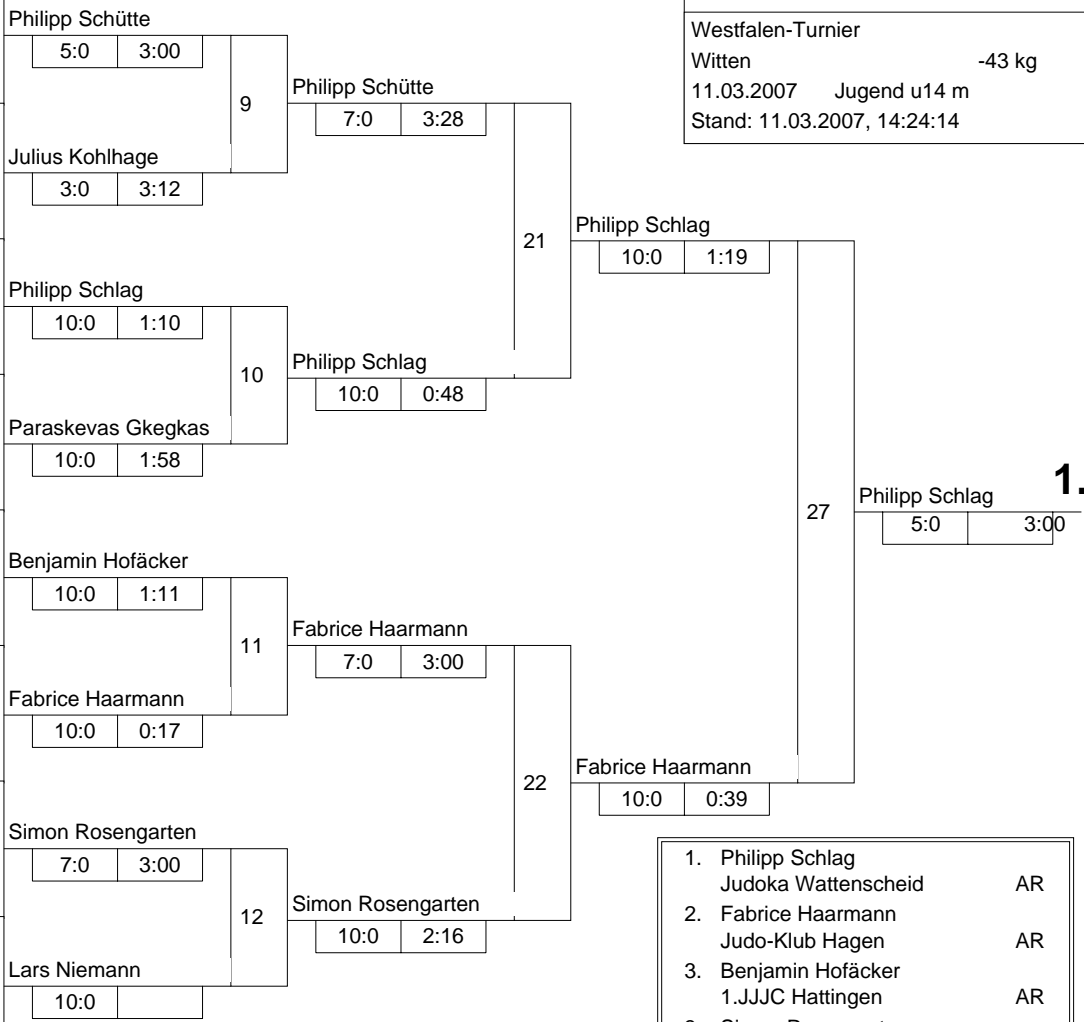 Philipp Schütte
5:0 3:00
9
Julius Kohlhage
3:0 3:12
Philipp Schlag
10:0 1:10
10
Paraskevas Gkegkas
10:0 1:58
Benjamin Hofäcker
10:0 1:11
11
Fabrice Haarmann
10:0 0:17
Simon Rosengarten
7:0 3:00
12
Lars Niemann
10:0
Philipp Schütte
7:0 3:28
21
Philipp Schlag
10:0 0:48
Fabrice Haarmann
7:0 3:00
22
Simon Rosengarten
10:0 2:16
Philipp Schlag
10:0 1:19
27
Fabrice Haarmann
10:0 0:39
Philipp Schlag 1.
5:0 3:00
Westfalen-Turnier
Witten -43 kg
11.03.2007 Jugend u14 m
Stand: 11.03.2007, 14:24:14
1. Philipp Schlag
Judoka Wattenscheid AR
2. Fabrice Haarmann
Judo-Klub Hagen AR
3. Benjamin Hofäcker
1.JJJC Hattingen AR